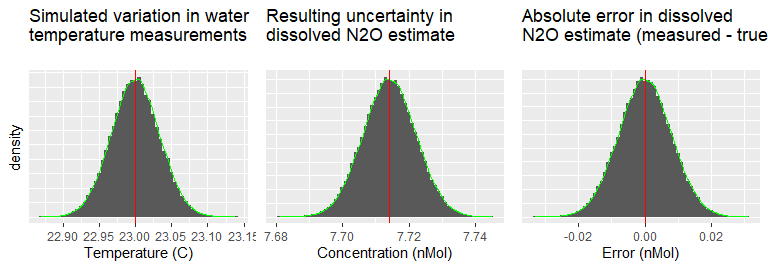 Simulated variation in water
temperature measurements
Resulting uncertainty in
dissolved N2O estimate
Absolute error in dissolved
N2O estimate (measured - true
density
22.90 22.95 23.00 23.05 23.10 23.15
Temperature (C)
7.68 7.70 7.72 7.74
Concentration (nMol)
-0.02 0.00 0.02
Error (nMol)